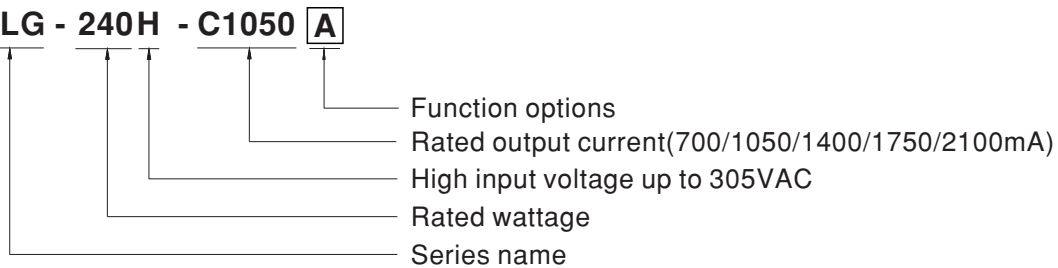 LG - 240H - C1050 A
Function options
Rated output current(700/1050/1400/1750/2100mA)
High input voltage up to 305VAC
Rated wattage
Series name